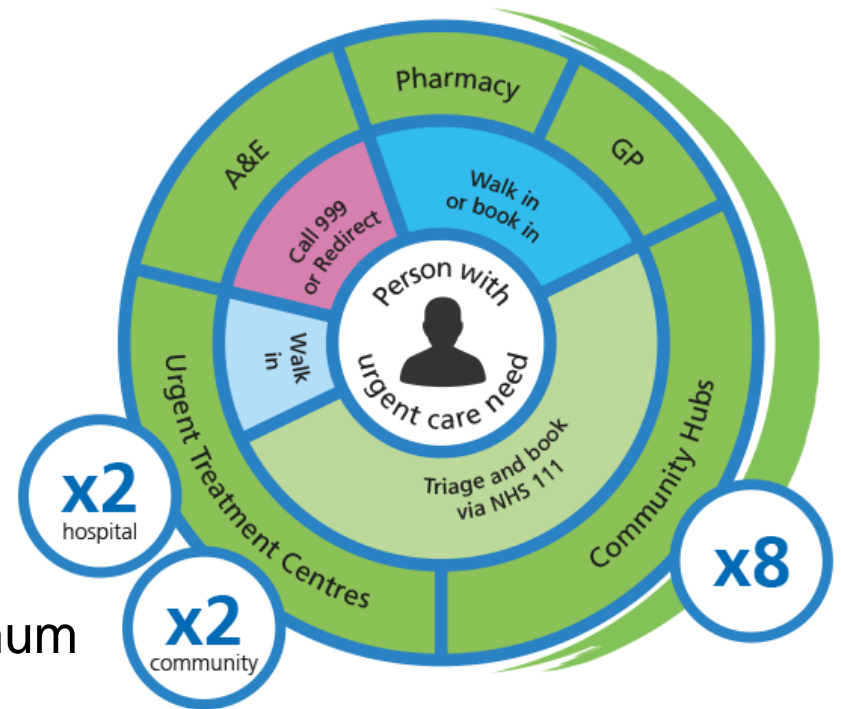 Pharmacy
A&E
GP
Call 999
or Redirect
Walk in
or book in
Person with
urgent care need
Walk
in
Triage and book
via NHS 111
Urgent Treatment Centres
Community Hubs
x2
hospital
x2
community
x8